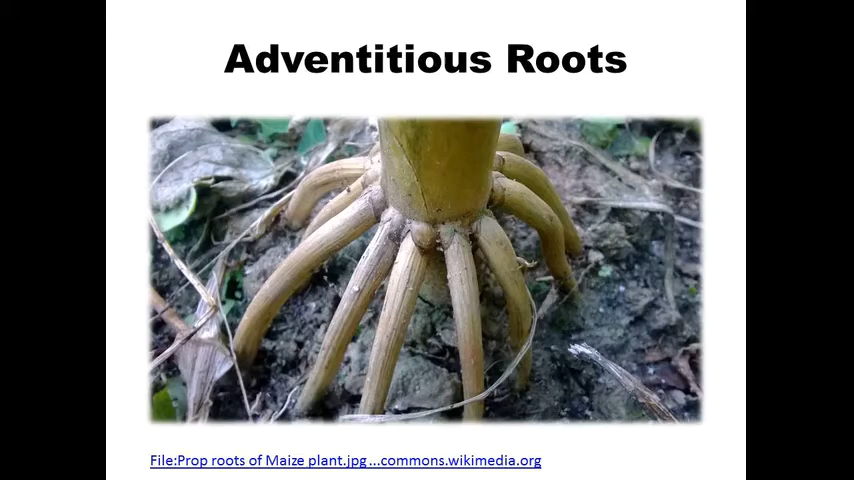 Adventitious Roots
File:Prop roots of Maize plant.jpg ...commons.wikimedia.org